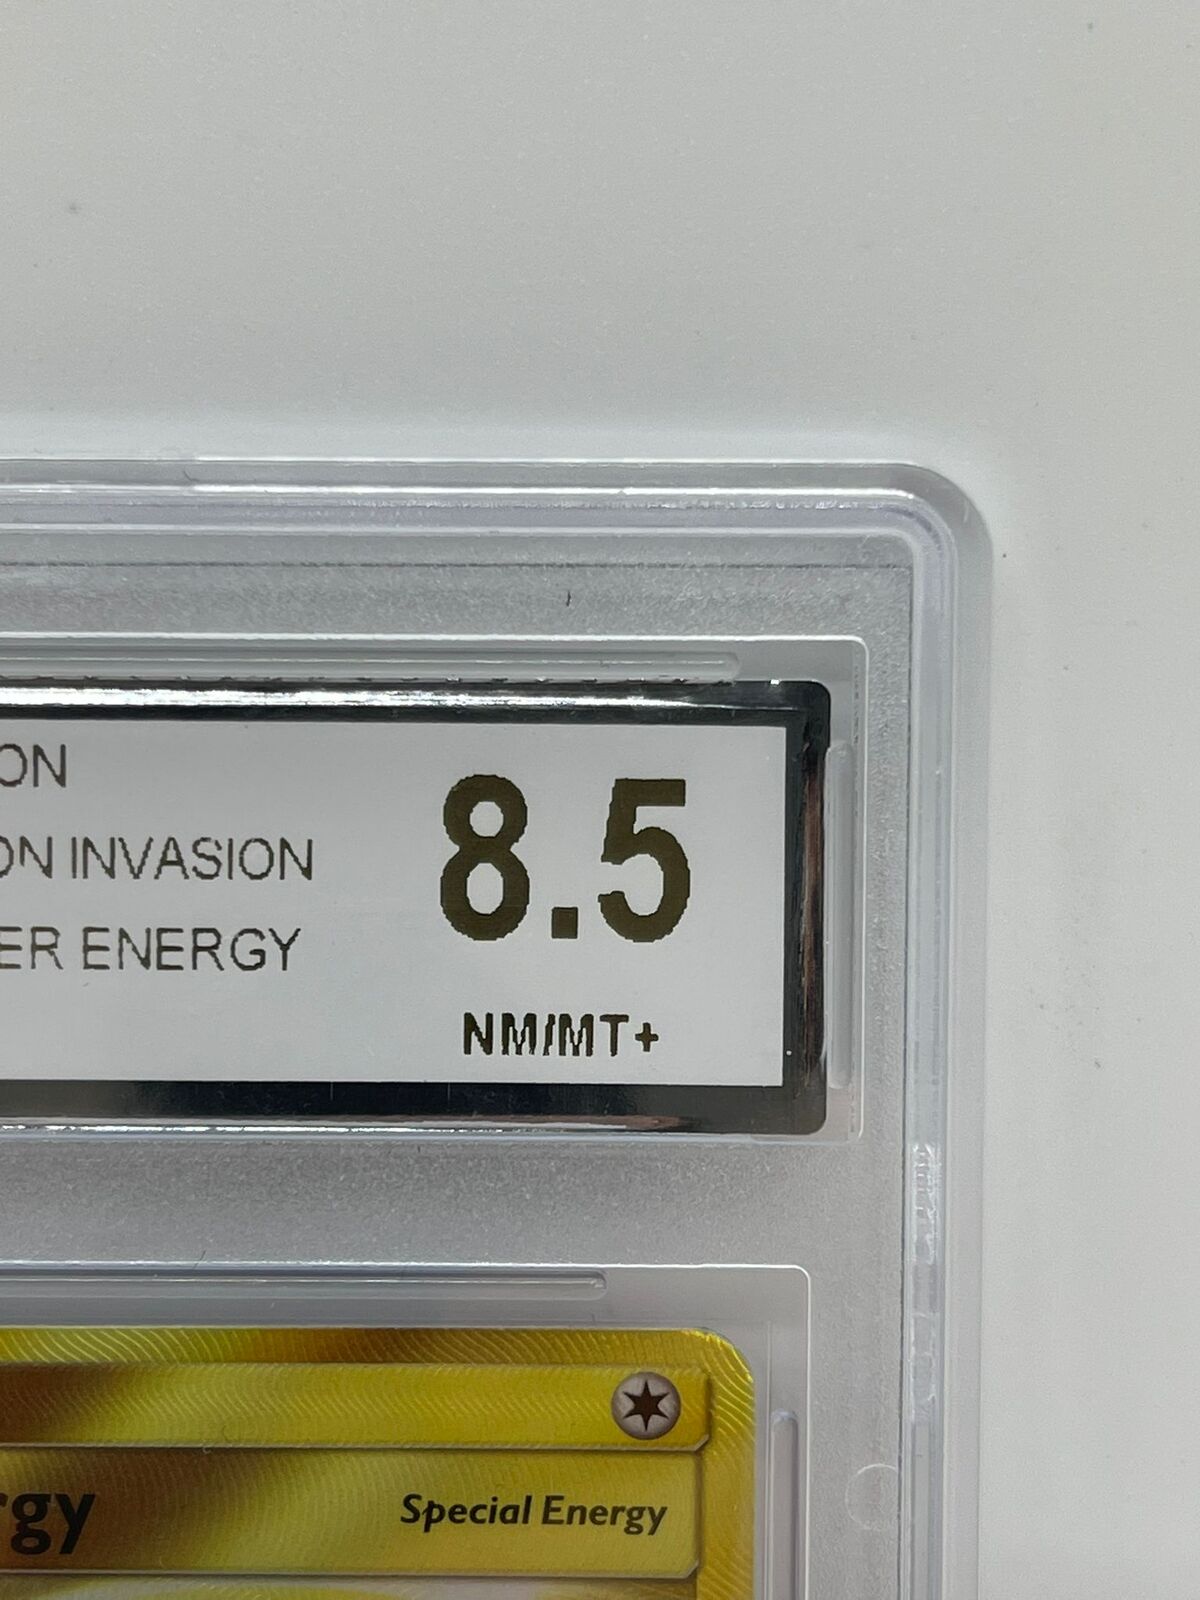 ON
ON INVASION
ER ENERGY
8.5
NM/MT+
rgy
Special Energy